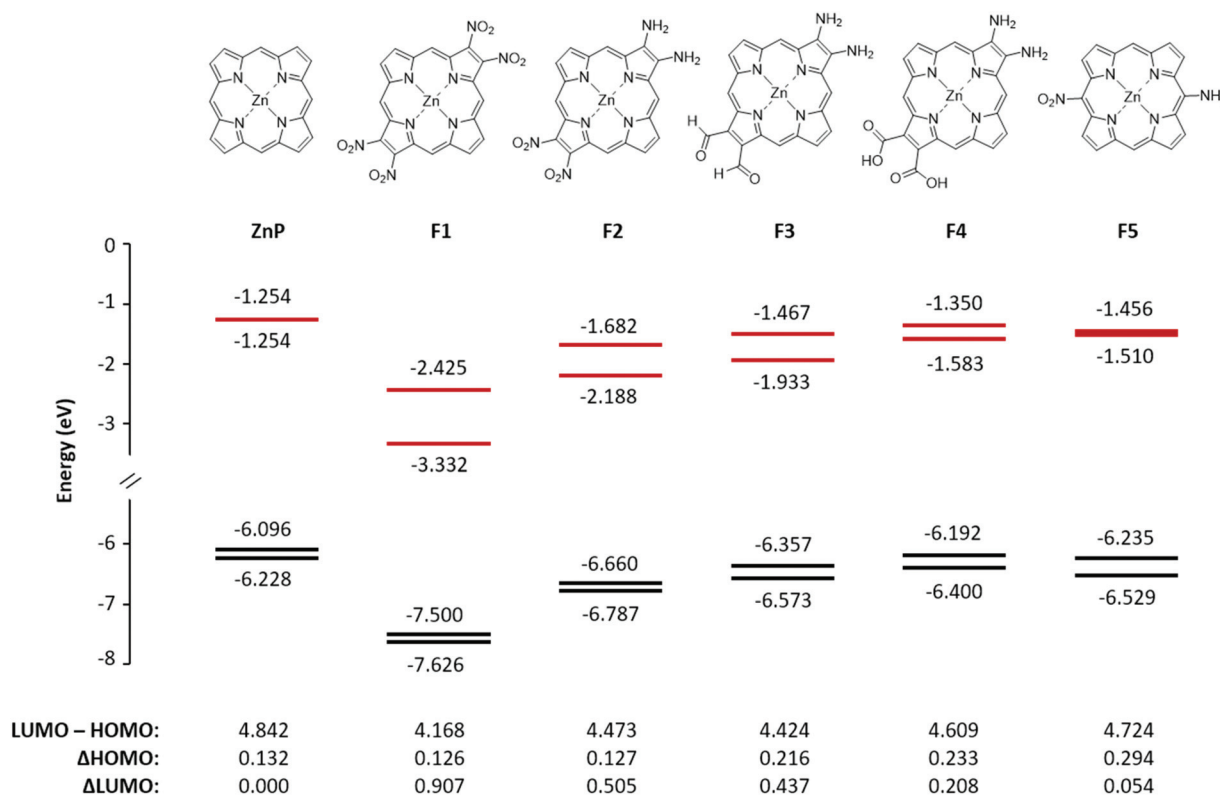 N
N
Zn
N
N
NO2
NO2
N
N
Zn
N
N
O2N
O2N
NH2
NH2
N
N
Zn
N
N
O2N
O2N
NH2
NH2
N
N
Zn
N
N
H
O
H
O
NH2
NH2
N
N
Zn
N
N
O
HO
O
OH
N
N
O2N
Zn
NH
N
N
ZnP F1 F2 F3 F4 F5
Energy (eV)
0
-1
-2
-3
-6
-7
-8
-1.254
-1.254
-6.096
-6.228
-2.425
-3.332
-7.500
-7.626
-1.682
-2.188
-6.660
-6.787
-1.467
-1.933
-6.357
-6.573
-1.350
-1.583
-6.192
-6.400
-1.456
-1.510
-6.235
-6.529
LUMO – HOMO: 4.842 4.168 4.473 4.424 4.609 4.724
ΔHOMO: 0.132 0.126 0.127 0.216 0.233 0.294
ΔLUMO: 0.000 0.907 0.505 0.437 0.208 0.054